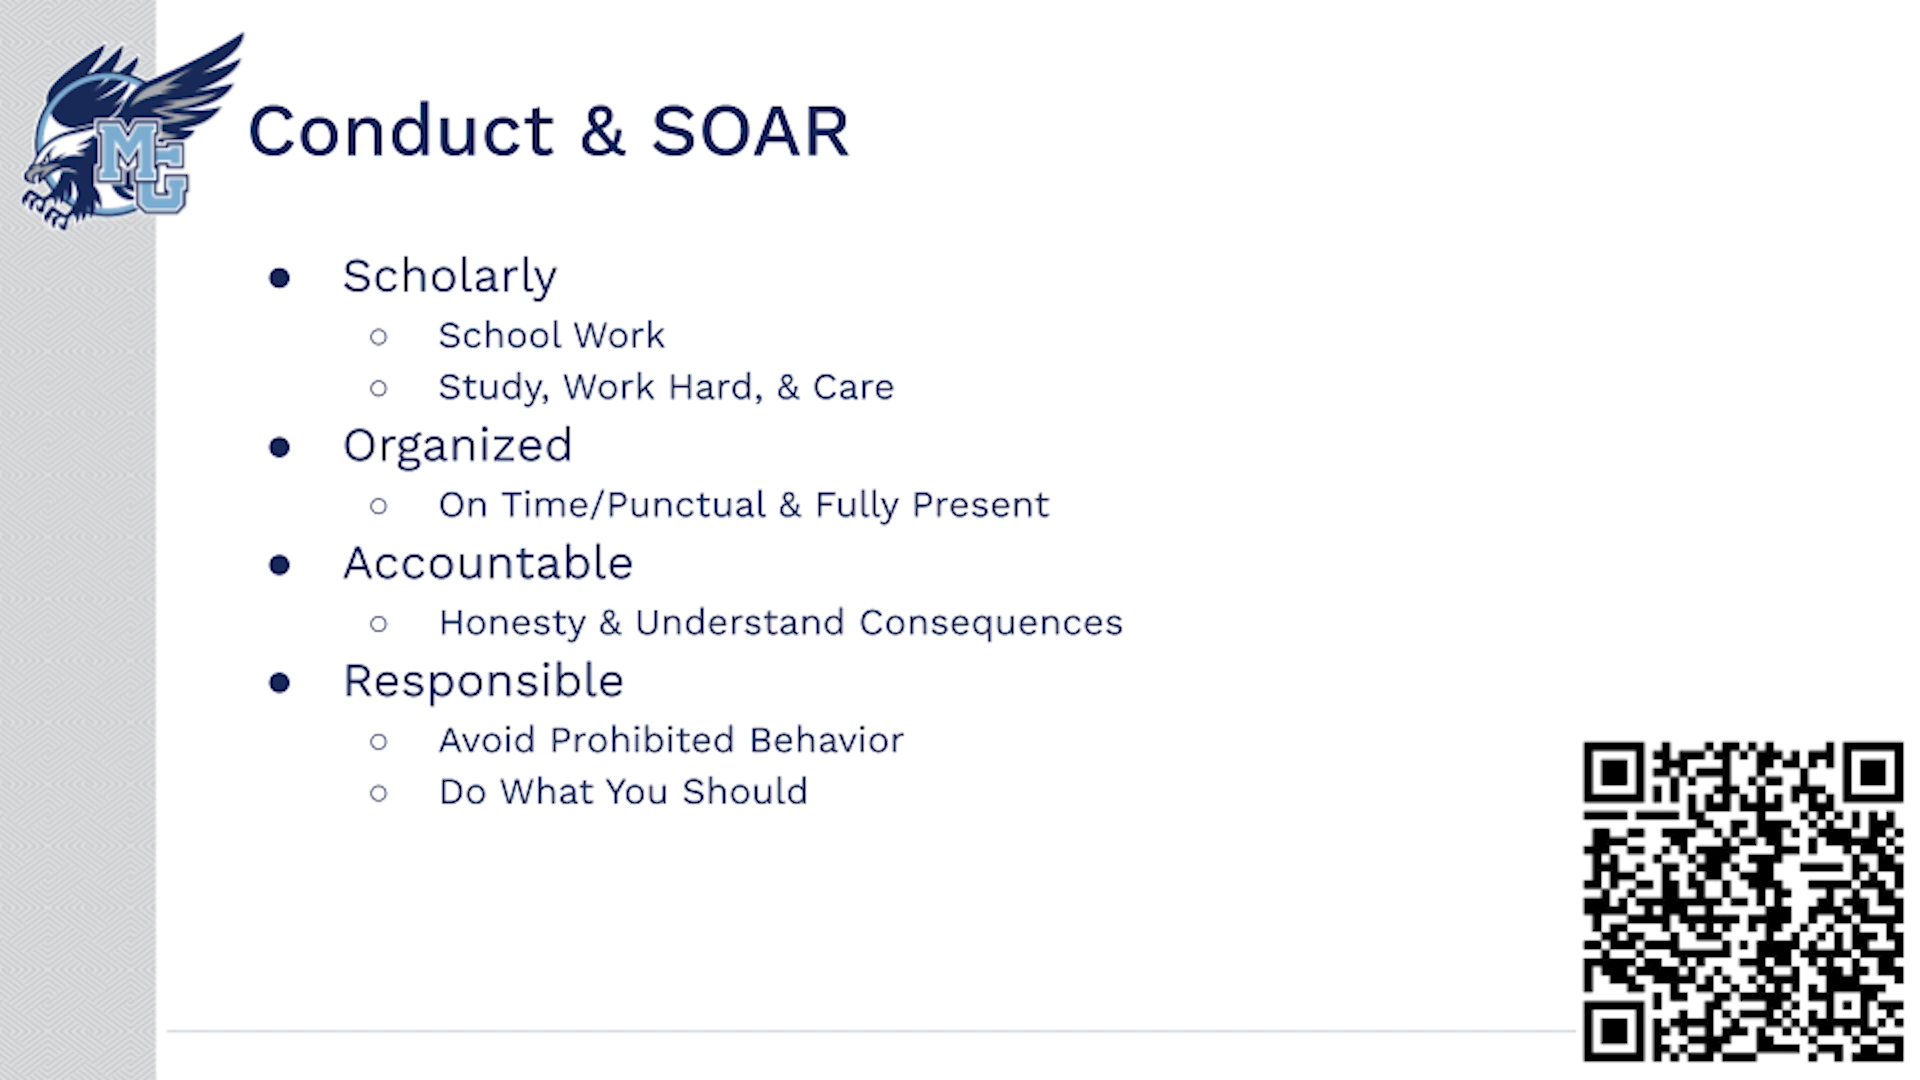 MG
Conduct & SOAR
● Scholarly
○ School Work
○ Study, Work Hard, & Care
● Organized
○ On Time/Punctual & Fully Present
● Accountable
○ Honesty & Understand Consequences
● Responsible
○ Avoid Prohibited Behavior
○ Do What You Should